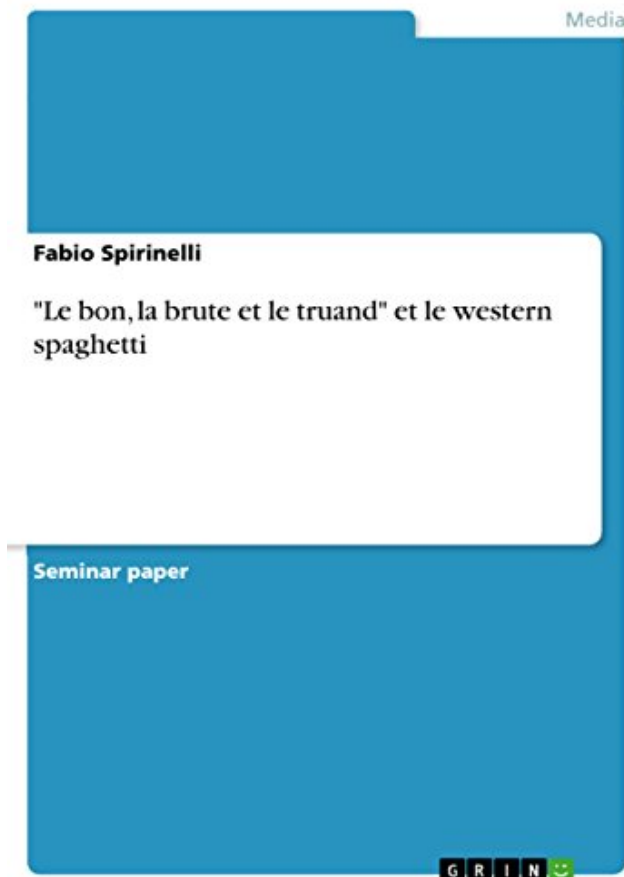 Media
Fabio Spirinelli
"Le bon, la brute et le truand" et le western
spaghetti
Seminar paper
GRIN